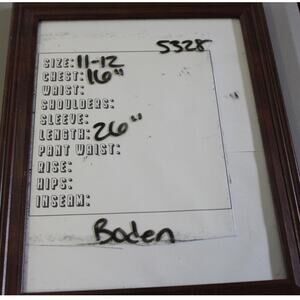 5328
SIZE: 11-12
CHEST: 16"
WAIST:
SHOULDERS:
SLEEVE:
LENGTH: 26"
PANT WAIST:
RISE:
HIPS:
INSEAM:
Boden